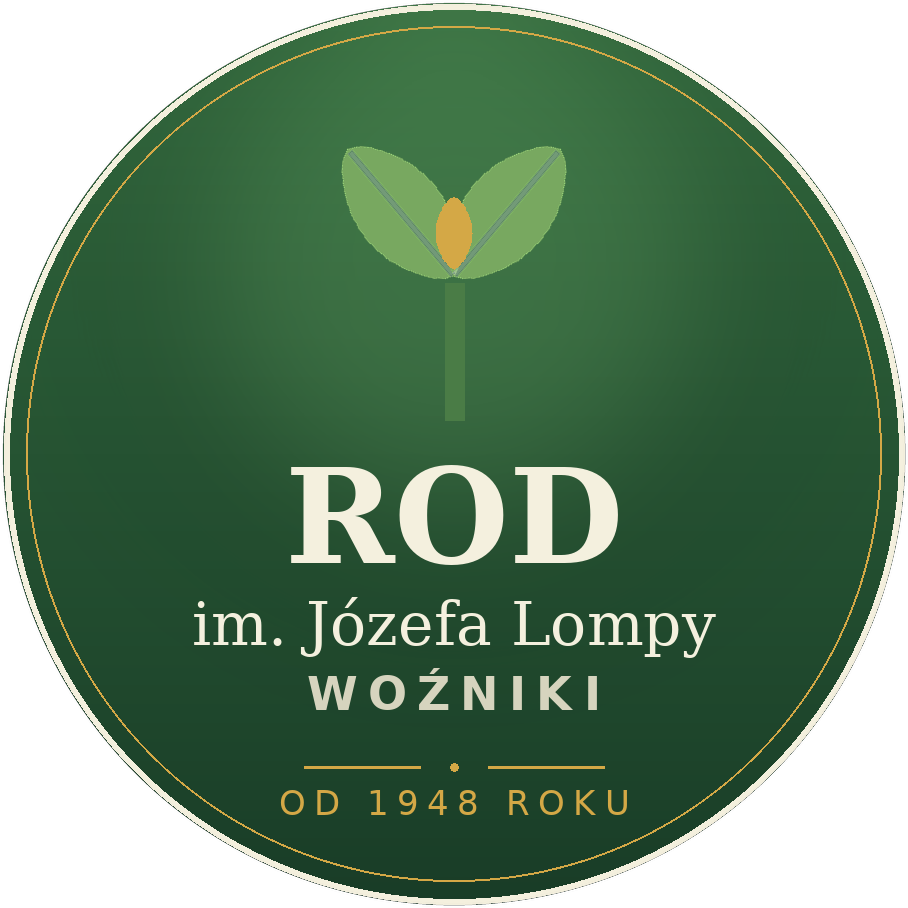 ROD
im. Józefa Lompy
WOŹNIKI
OD 1948 ROKU